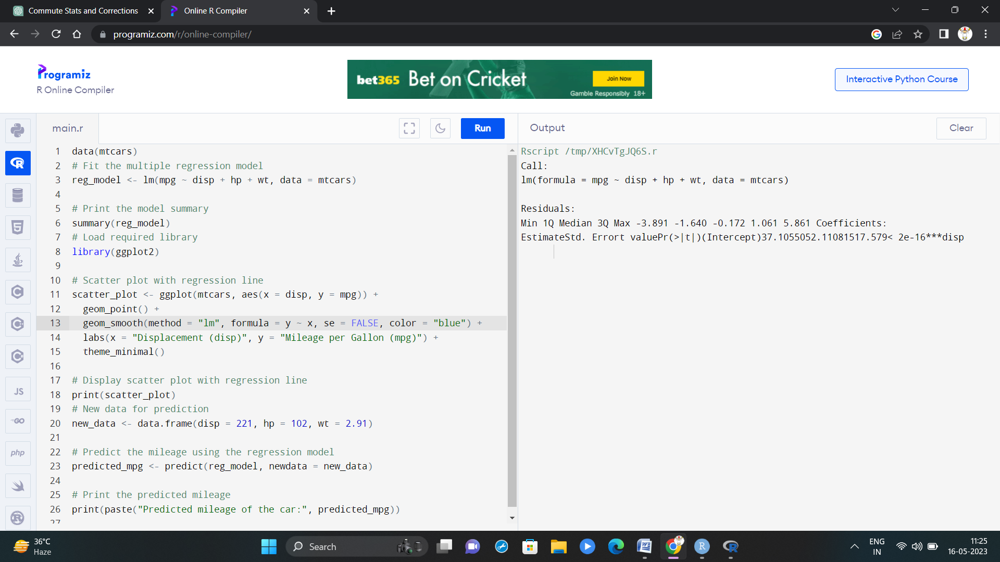 Commute Stats and Corrections
Online R Compiler
programiz.com/r/online-compiler/
Programiz
R Online Compiler
bet365 Bet on Cricket
Join Now
Gamble Responsibly 18+
Interactive Python Course
main.r
Run
Output
Clear
1 data(mtcars)
2 # Fit the multiple regression model
3 reg_model <- lm(mpg ~ disp + hp + wt, data = mtcars)
4
5 # Print the model summary
6 summary(reg_model)
7 # Load required library
8 library(ggplot2)
9
10 # Scatter plot with regression line
11 scatter_plot <- ggplot(mtcars, aes(x = disp, y = mpg)) +
12 geom_point() +
13 geom_smooth(method = "lm", formula = y ~ x, se = FALSE, color = "blue") +
14 labs(x = "Displacement (disp)", y = "Mileage per Gallon (mpg)") +
15 theme_minimal()
16
17 # Display scatter plot with regression line
18 print(scatter_plot)
19 # New data for prediction
20 new_data <- data.frame(disp = 221, hp = 102, wt = 2.91)
21
22 # Predict the mileage using the regression model
23 predicted_mpg <- predict(reg_model, newdata = new_data)
24
25 # Print the predicted mileage
26 print(paste("Predicted mileage of the car:", predicted_mpg))
27
Rscript /tmp/XHCvTgJQ6S.r
Call:
lm(formula = mpg ~ disp + hp + wt, data = mtcars)
Residuals:
Min 1Q Median 3Q Max -3.891 -1.640 -0.172 1.061 5.861 Coefficients:
EstimateStd. Errort valuePr(>|t|)(Intercept)37.1055052.11081517.579< 2e-16***disp
JS
GO
php
36°C
Haze
Search
ENG
IN
11:25
16-05-2023